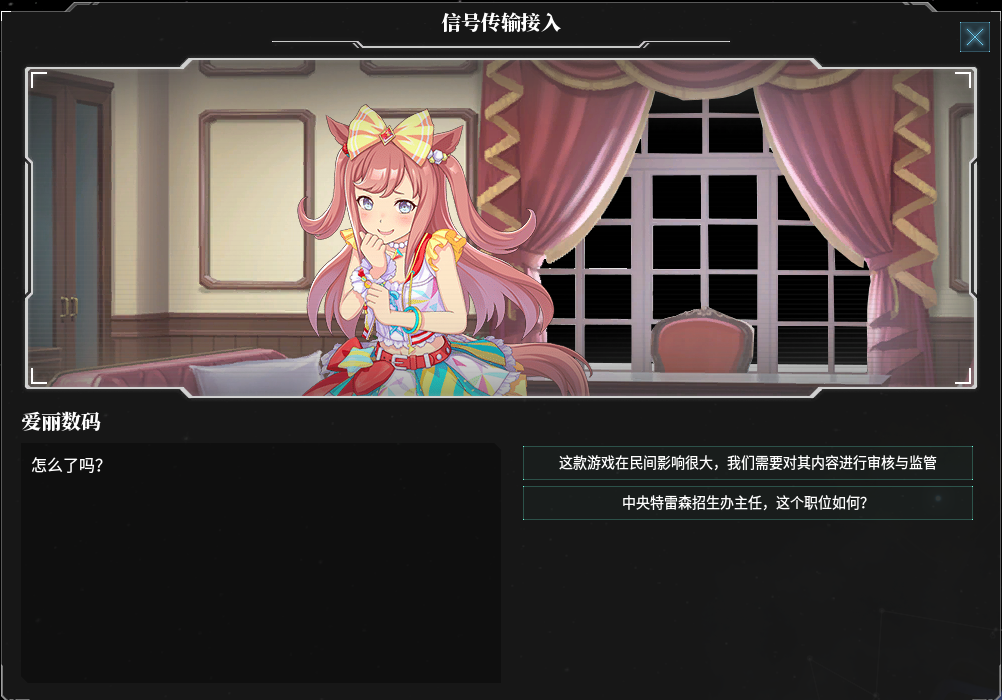 信号传输接入
爱丽数码
怎么了吗？
这款游戏在民间影响很大，我们需要对其内容进行审核与监管
中央特雷森招生办主任，这个职位如何？